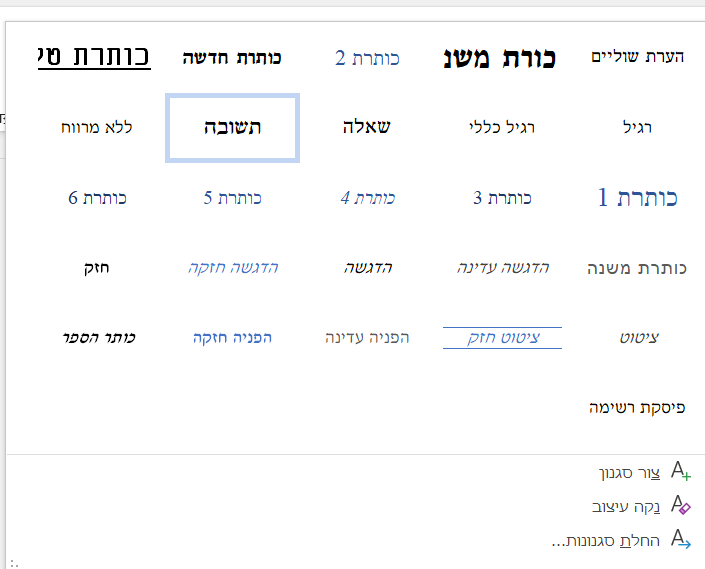 הערת שוליים
כורת משנ
כותרת 2
כותרת חדשה
כותרת טי
רגיל
רגיל כללי
שאלה
תשובה
ללא מרווח
כותרת 1
כותרת 3
כותרת 4
כותרת 5
כותרת 6
כותרת משנה
הדגשה עדינה
הדגשה
הדגשה חזקה
חזק
ציטוט
ציטוט חזק
הפניה עדינה
הפניה חזקה
כותר הספר
פיסקת רשימה
צור סגנון
נקה עיצוב
החלת סגנונות...